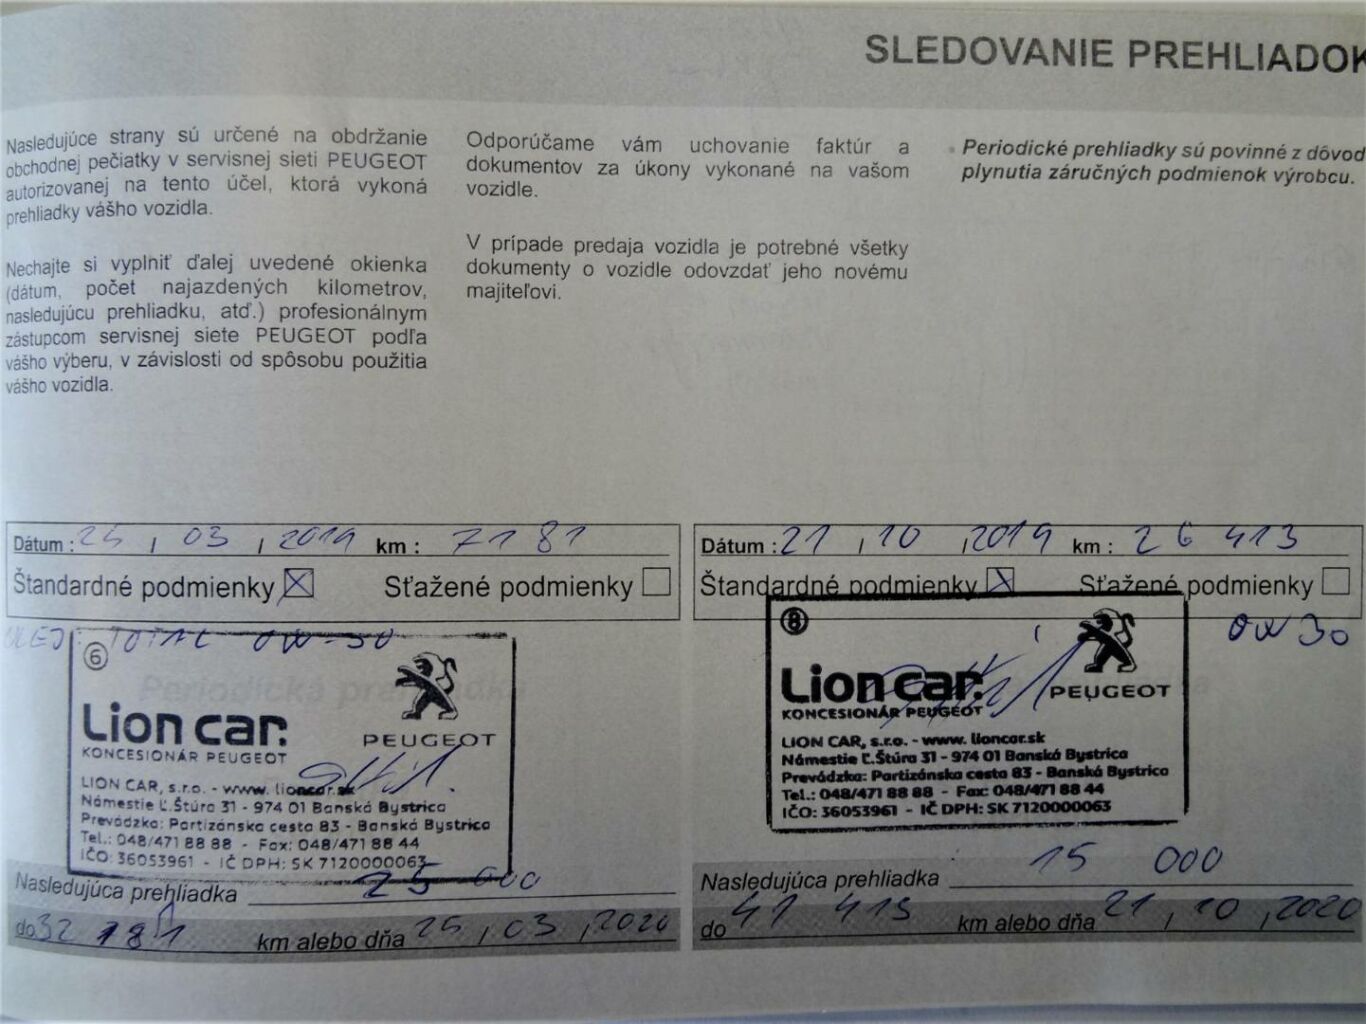 SLEDOVANIE PREHLIADOK
Nasledujúce strany sú určené na obdržanie
obchodnej pečiatky v servisnej sieti PEUGEOT
autorizovanej na tento účel, ktorá vykoná
prehliadky vášho vozidla.
Nechajte si vyplniť ďalej uvedené okienka
(dátum, počet najazdených kilometrov,
nasledujúcu prehliadku, atď.) profesionálnym
zástupcom servisnej siete PEUGEOT podľa
vášho výberu, v závislosti od spôsobu použitia
vášho vozidla.
Odporúčame vám uchovanie faktúr a
dokumentov za úkony vykonané na vašom
vozidle.
V prípade predaja vozidla je potrebné všetky
dokumenty o vozidle odovzdať jeho novému
majiteľovi.
Periodické prehliadky sú povinné z dôvod
plynutia záručných podmienok výrobcu.
Dátum : 25 / 03 / 2019 km : 7181
Štandardné podmienky Sťažené podmienky
OLEJ: TOTAL 0W-30
6
Lion car.
KONCESIONÁR PEUGEOT
PEUGEOT
LION CAR, s.r.o. - www.lioncar.sk
Námestie Ľ.Štúra 31 - 974 01 Banská Bystrica
Prevádzka: Partizánska cesta 83 - Banská Bystrica
Tel.: 048/471 88 88 - Fax: 048/471 88 44
IČO: 36053961 - IČ DPH: SK 7120000063
Nasledujúca prehliadka 25 000
do 32 181 km alebo dňa 25 / 03 / 2020
Dátum : 21 / 10 / 2019 km : 26 413
Štandardné podmienky Sťažené podmienky
0W30
8
Lion car.
KONCESIONÁR PEUGEOT
PEUGEOT
LION CAR, s.r.o. - www.lioncar.sk
Námestie Ľ.Štúra 31 - 974 01 Banská Bystrica
Prevádzka: Partizánska cesta 83 - Banská Bystrica
Tel.: 048/471 88 88 - Fax: 048/471 88 44
IČO: 36053961 - IČ DPH: SK 7120000063
Nasledujúca prehliadka 15 000
do 41 413 km alebo dňa 21 / 10 / 2020